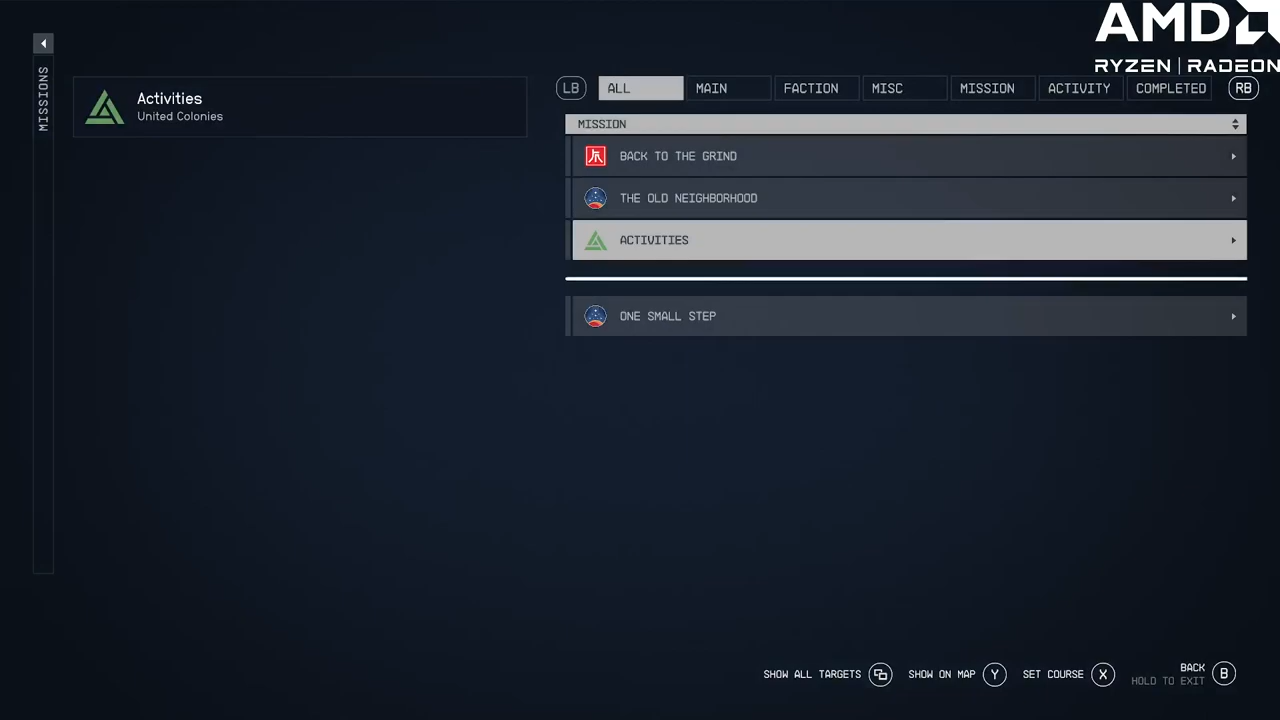 AMD
RYZEN | RADEON
MISSIONS
Activities
United Colonies
LB ALL MAIN FACTION MISC MISSION ACTIVITY COMPLETED RB
MISSION
BACK TO THE GRIND
THE OLD NEIGHBORHOOD
ACTIVITIES
ONE SMALL STEP
SHOW ALL TARGETS SHOW ON MAP Y SET COURSE X BACK B
HOLD TO EXIT